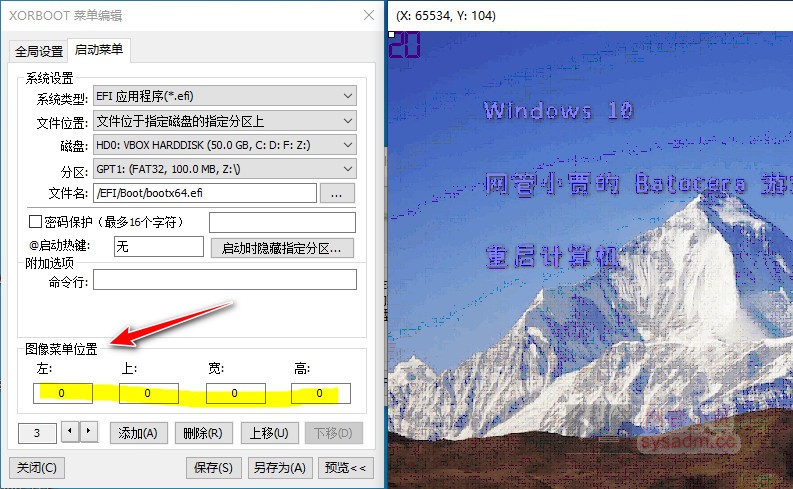 XORBOOT 菜单编辑
全局设置 启动菜单
系统设置
系统类型: EFI 应用程序(*.efi)
文件位置: 文件位于指定磁盘的指定分区上
磁盘: HD0: VBOX HARDDISK (50.0 GB, C: D: F: Z:)
分区: GPT1: (FAT32, 100.0 MB, Z:\)
文件名: /EFI/Boot/bootx64.efi ...
密码保护（最多16个字符）
@启动热键: 无 启动时隐藏指定分区...
附加选项
命令行:
图像菜单位置
左: 上: 宽: 高:
0 0 0 0
3 添加(A) 删除(R) 上移(U) 下移(D)
关闭(C) 保存(S) 另存为(A) 预览<<
(X: 65534, Y: 104)
20
Windows 10
网管小贾的 Batocera 游
重启计算机
sysadm.cc